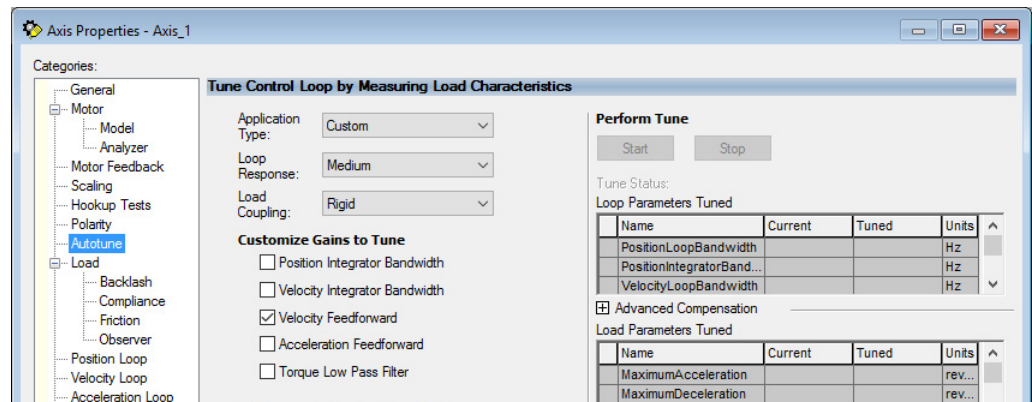 Axis Properties - Axis_1
Categories:
General
Motor
Model
Analyzer
Motor Feedback
Scaling
Hookup Tests
Polarity
Autotune
Load
Backlash
Compliance
Friction
Observer
Position Loop
Velocity Loop
Acceleration Loop
Tune Control Loop by Measuring Load Characteristics
Application Type: Custom
Loop Response: Medium
Load Coupling: Rigid
Customize Gains to Tune
Position Integrator Bandwidth
Velocity Integrator Bandwidth
Velocity Feedforward
Acceleration Feedforward
Torque Low Pass Filter
Perform Tune
Start Stop
Tune Status:
Loop Parameters Tuned
Name Current Tuned Units
PositionLoopBandwidth Hz
PositionIntegratorBand... Hz
VelocityLoopBandwidth Hz
Advanced Compensation
Load Parameters Tuned
Name Current Tuned Units
MaximumAcceleration rev...
MaximumDeceleration rev...